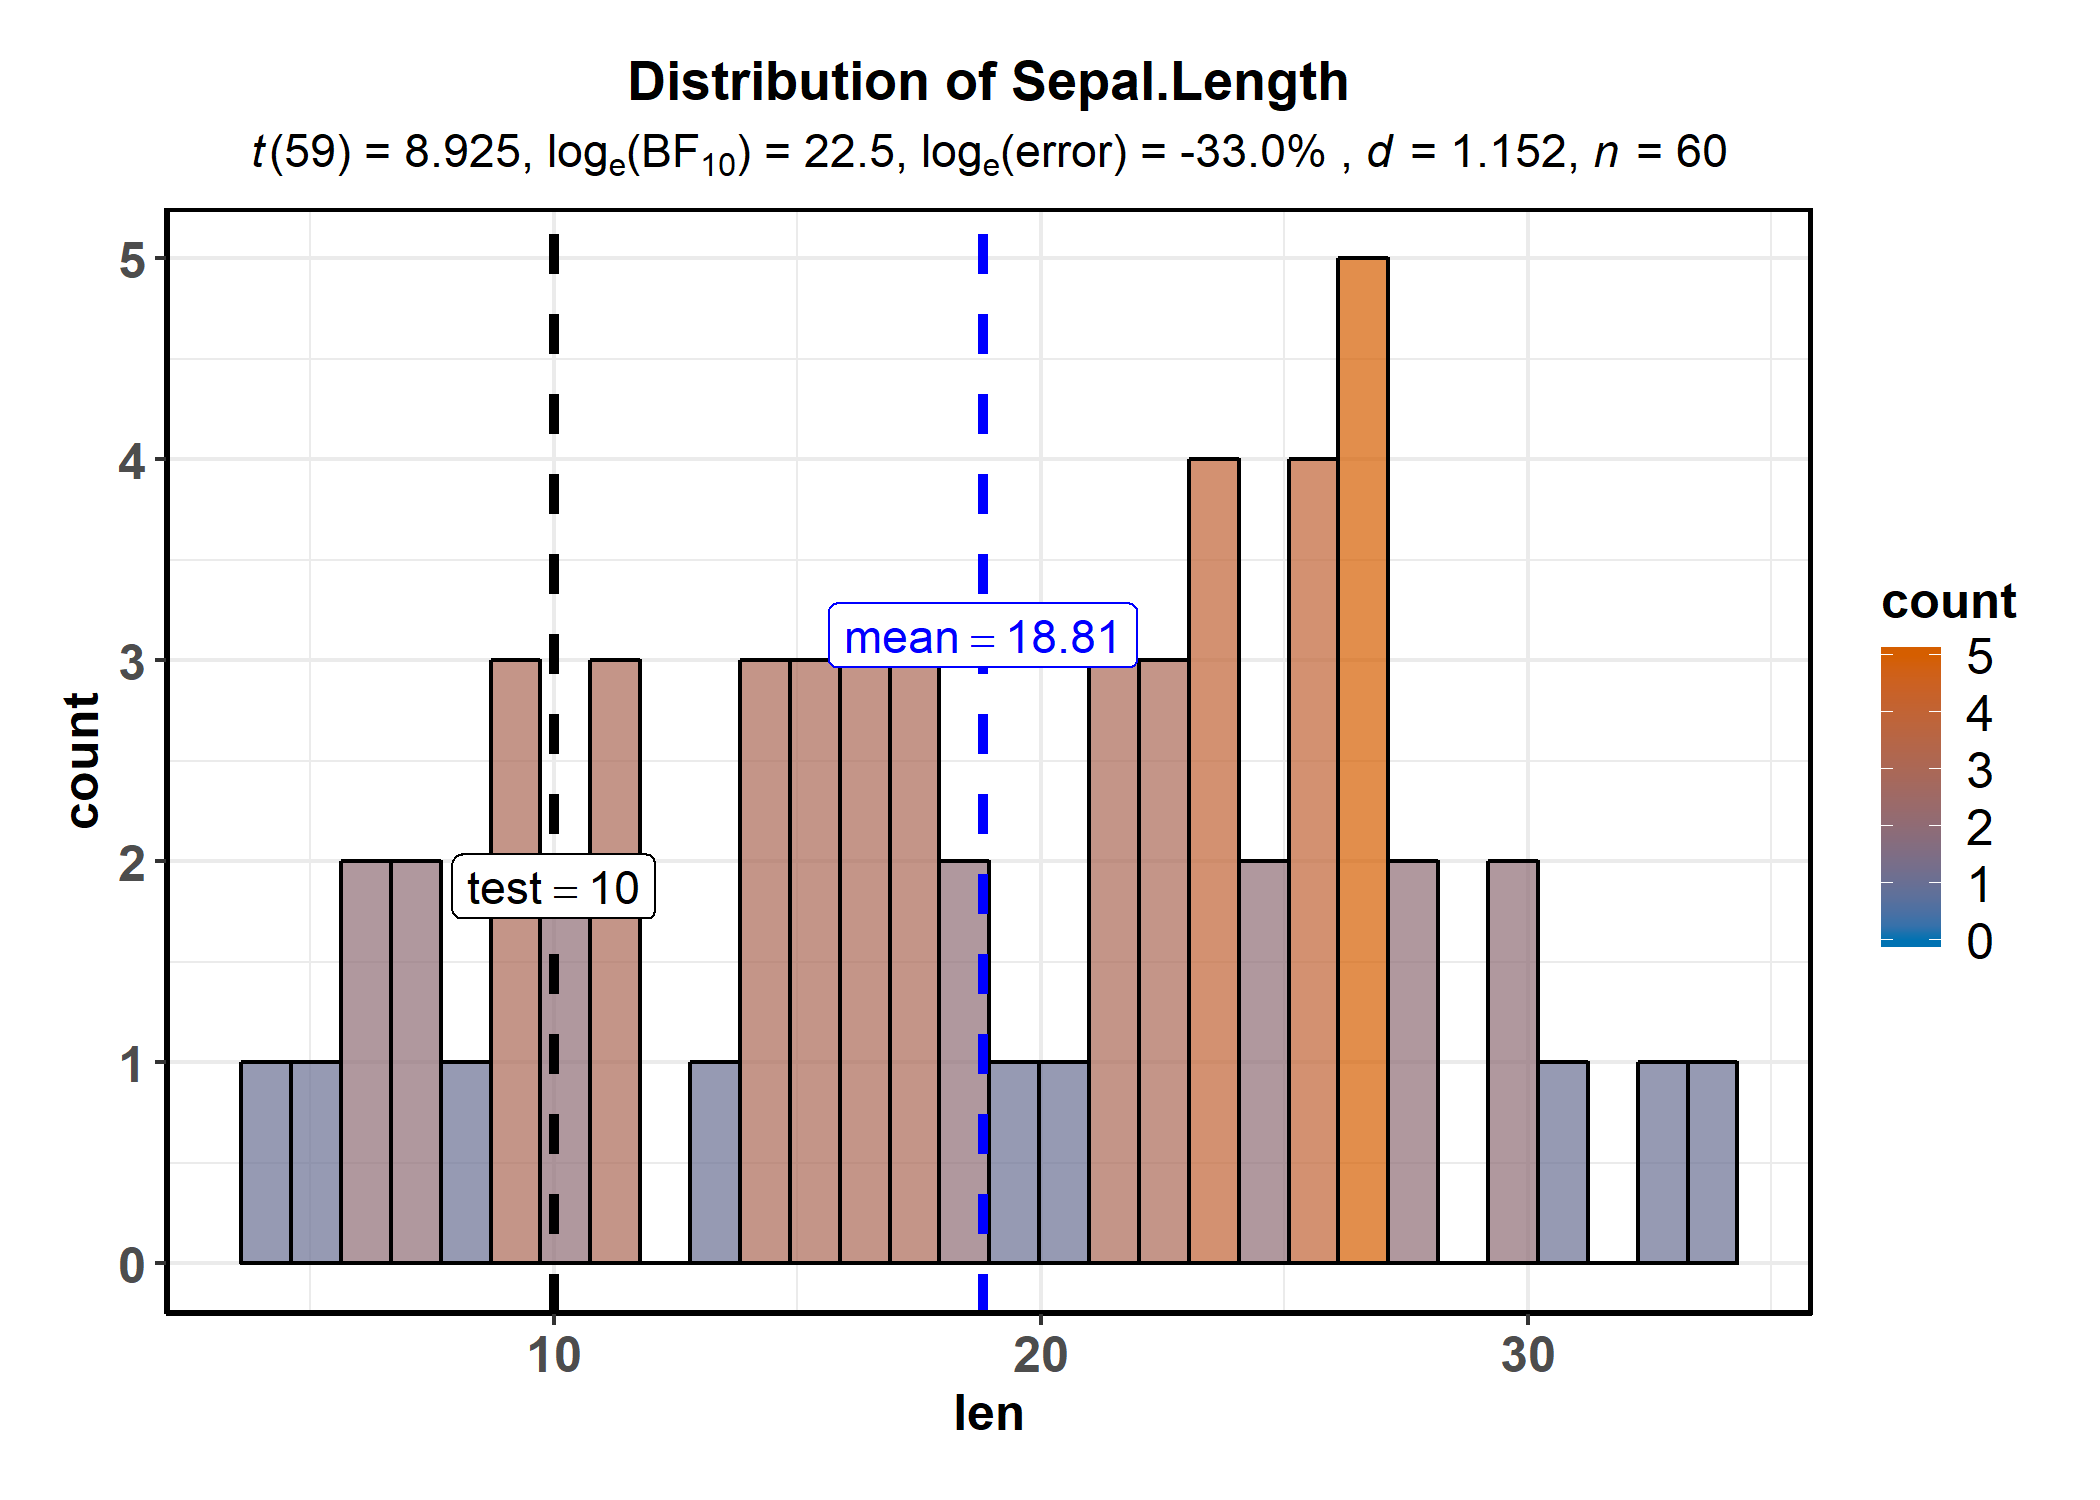 Distribution of Sepal.Length
t(59) = 8.925, logₑ(BF₁₀) = 22.5, logₑ(error) = -33.0% , d = 1.152, n = 60
5
4
3
2
1
0
count
mean = 18.81
test = 10
10 20 30
len
count
5
4
3
2
1
0